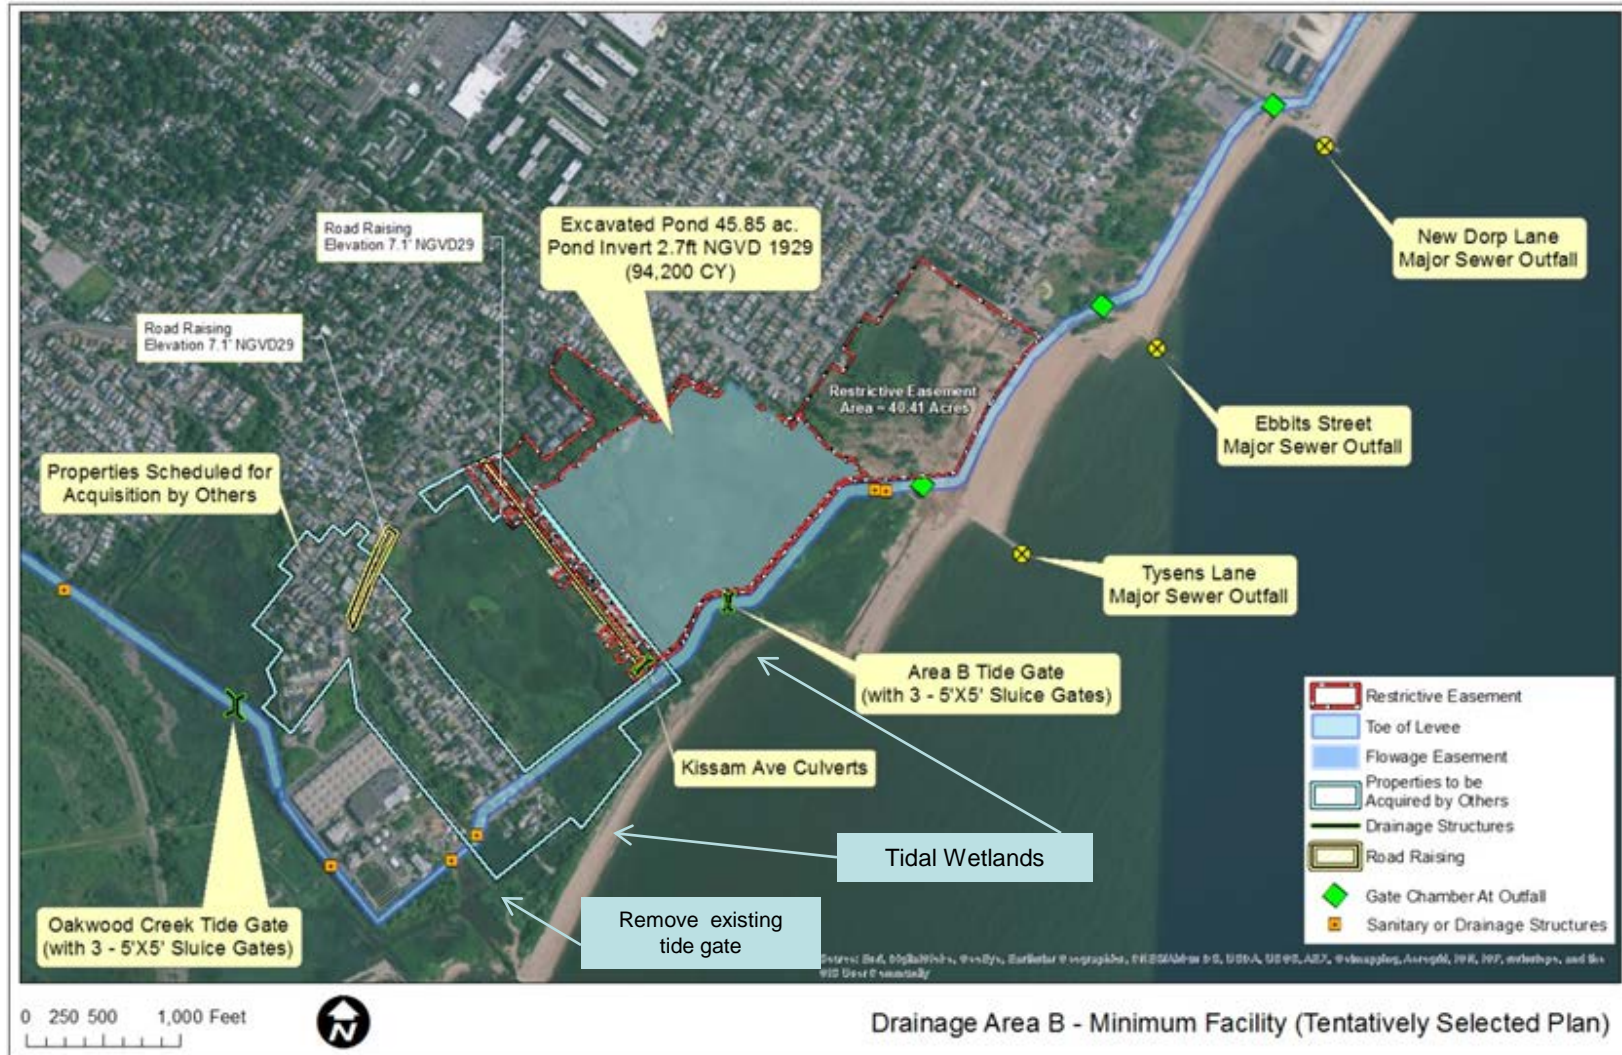 Road Raising
Elevation 7.1' NGVD29
Excavated Pond 45.85 ac.
Pond Invert 2.7ft NGVD 1929
(94,200 CY)
New Dorp Lane
Major Sewer Outfall
Road Raising
Elevation 7.1' NGVD29
Restrictive Easement
Area = 40.41 Acres
Ebbits Street
Major Sewer Outfall
Properties Scheduled for
Acquisition by Others
Tysens Lane
Major Sewer Outfall
Area B Tide Gate
(with 3 - 5'X5' Sluice Gates)
Kissam Ave Culverts
Tidal Wetlands
Oakwood Creek Tide Gate
(with 3 - 5'X5' Sluice Gates)
Remove existing
tide gate
Restrictive Easement
Toe of Levee
Flowage Easement
Properties to be
Acquired by Others
Drainage Structures
Road Raising
Gate Chamber At Outfall
Sanitary or Drainage Structures
and the
GIS User Community
0 250 500 1,000 Feet
N
Drainage Area B - Minimum Facility (Tentatively Selected Plan)